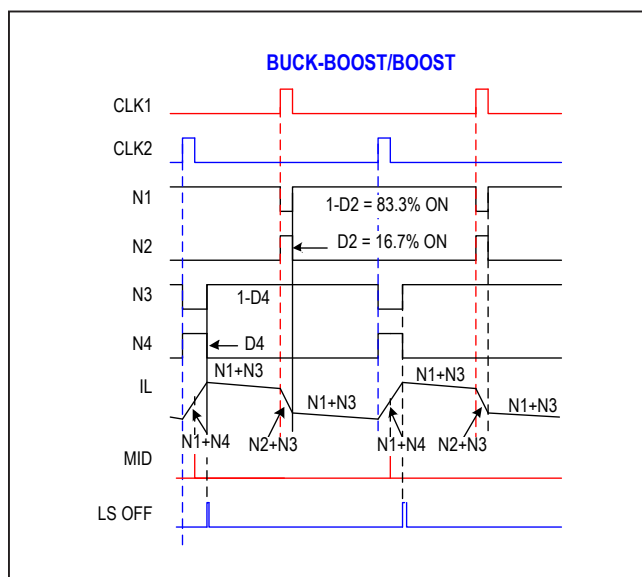 BUCK-BOOST/BOOST
CLK1
CLK2
N1
1-D2 = 83.3% ON
N2
D2 = 16.7% ON
N3
1-D4
N4
D4
N1+N3
N1+N3
IL
N1+N3
N1+N3
N1+N4
N2+N3
N1+N4
N2+N3
MID
LS OFF